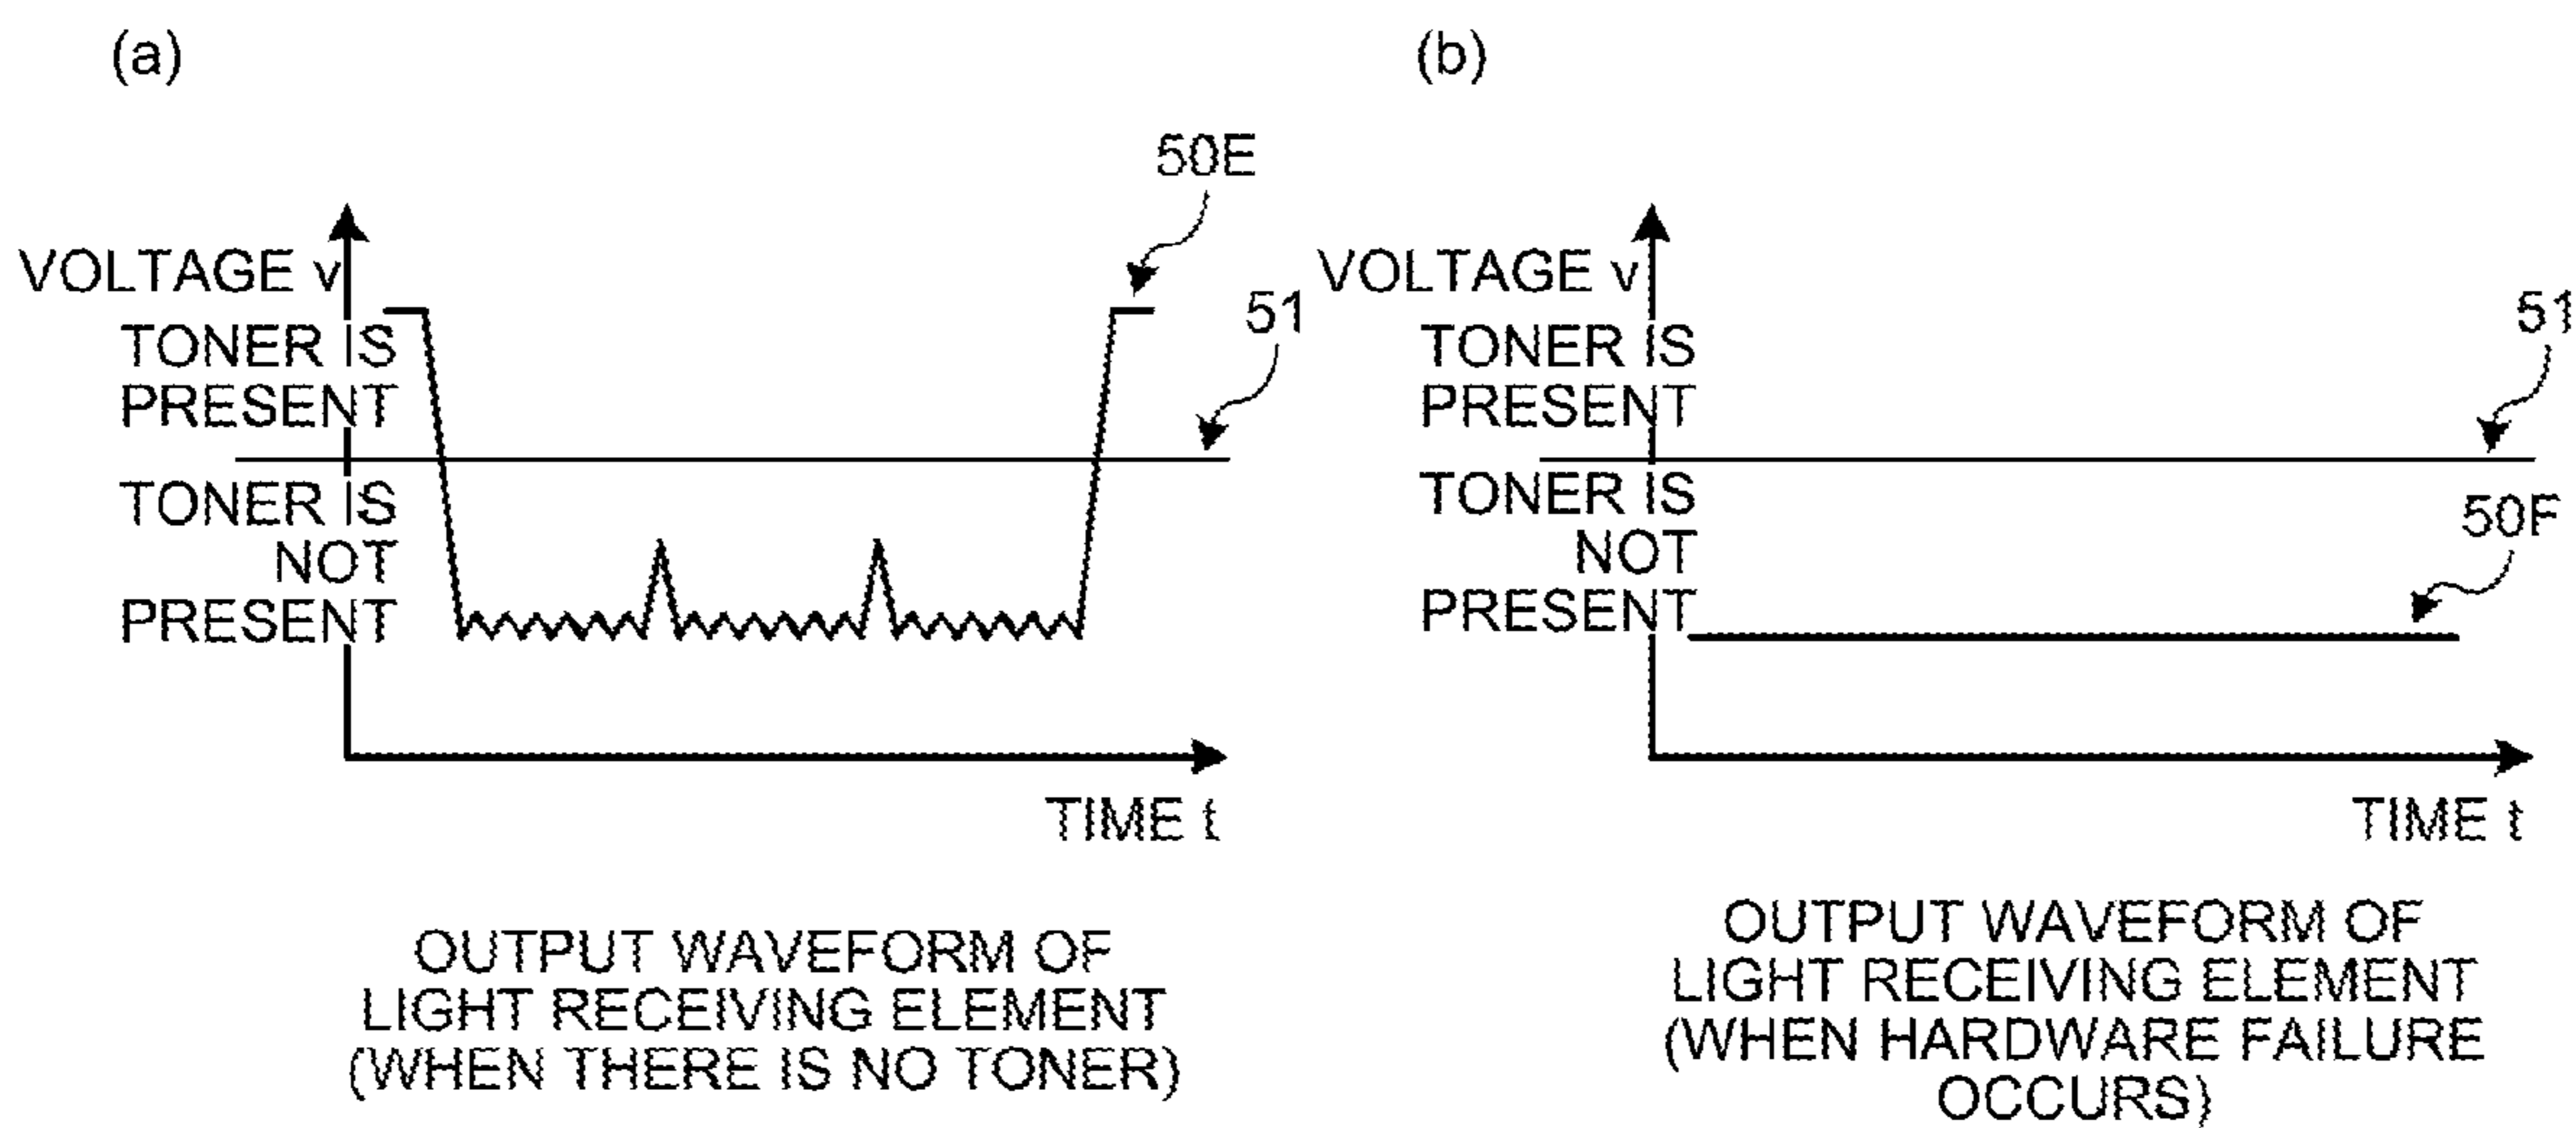 (a)
50E
VOLTAGE v
51
TONER IS
PRESENT
TONER IS
NOT
PRESENT
TIME t
OUTPUT WAVEFORM OF
LIGHT RECEIVING ELEMENT
(WHEN THERE IS NO TONER)
(b)
VOLTAGE v
51
TONER IS
PRESENT
TONER IS
NOT
PRESENT
50F
TIME t
OUTPUT WAVEFORM OF
LIGHT RECEIVING ELEMENT
(WHEN HARDWARE FAILURE
OCCURS)